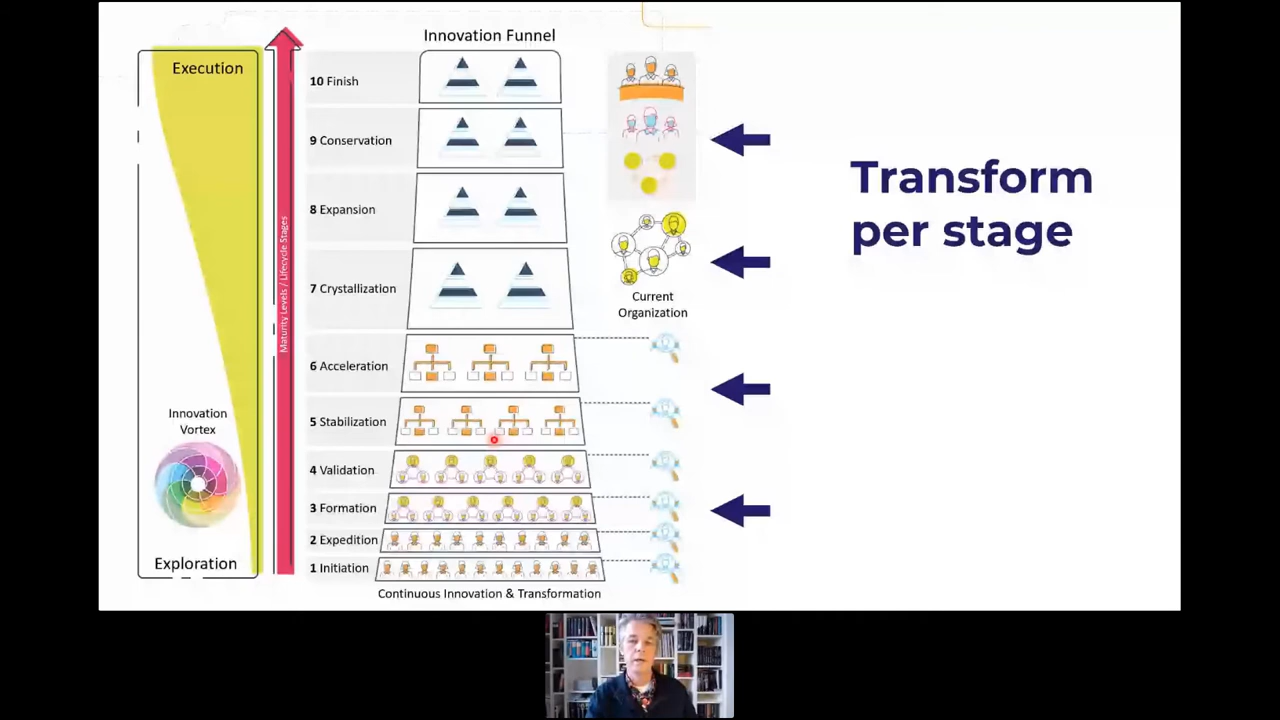 Innovation Funnel
Execution
10 Finish
9 Conservation
8 Expansion
7 Crystallization
6 Acceleration
5 Stabilization
4 Validation
3 Formation
2 Expedition
1 Initiation
Maturity Levels / Lifecycle Stages
Innovation
Vortex
Exploration
Continuous Innovation & Transformation
Current
Organization
Transform
per stage